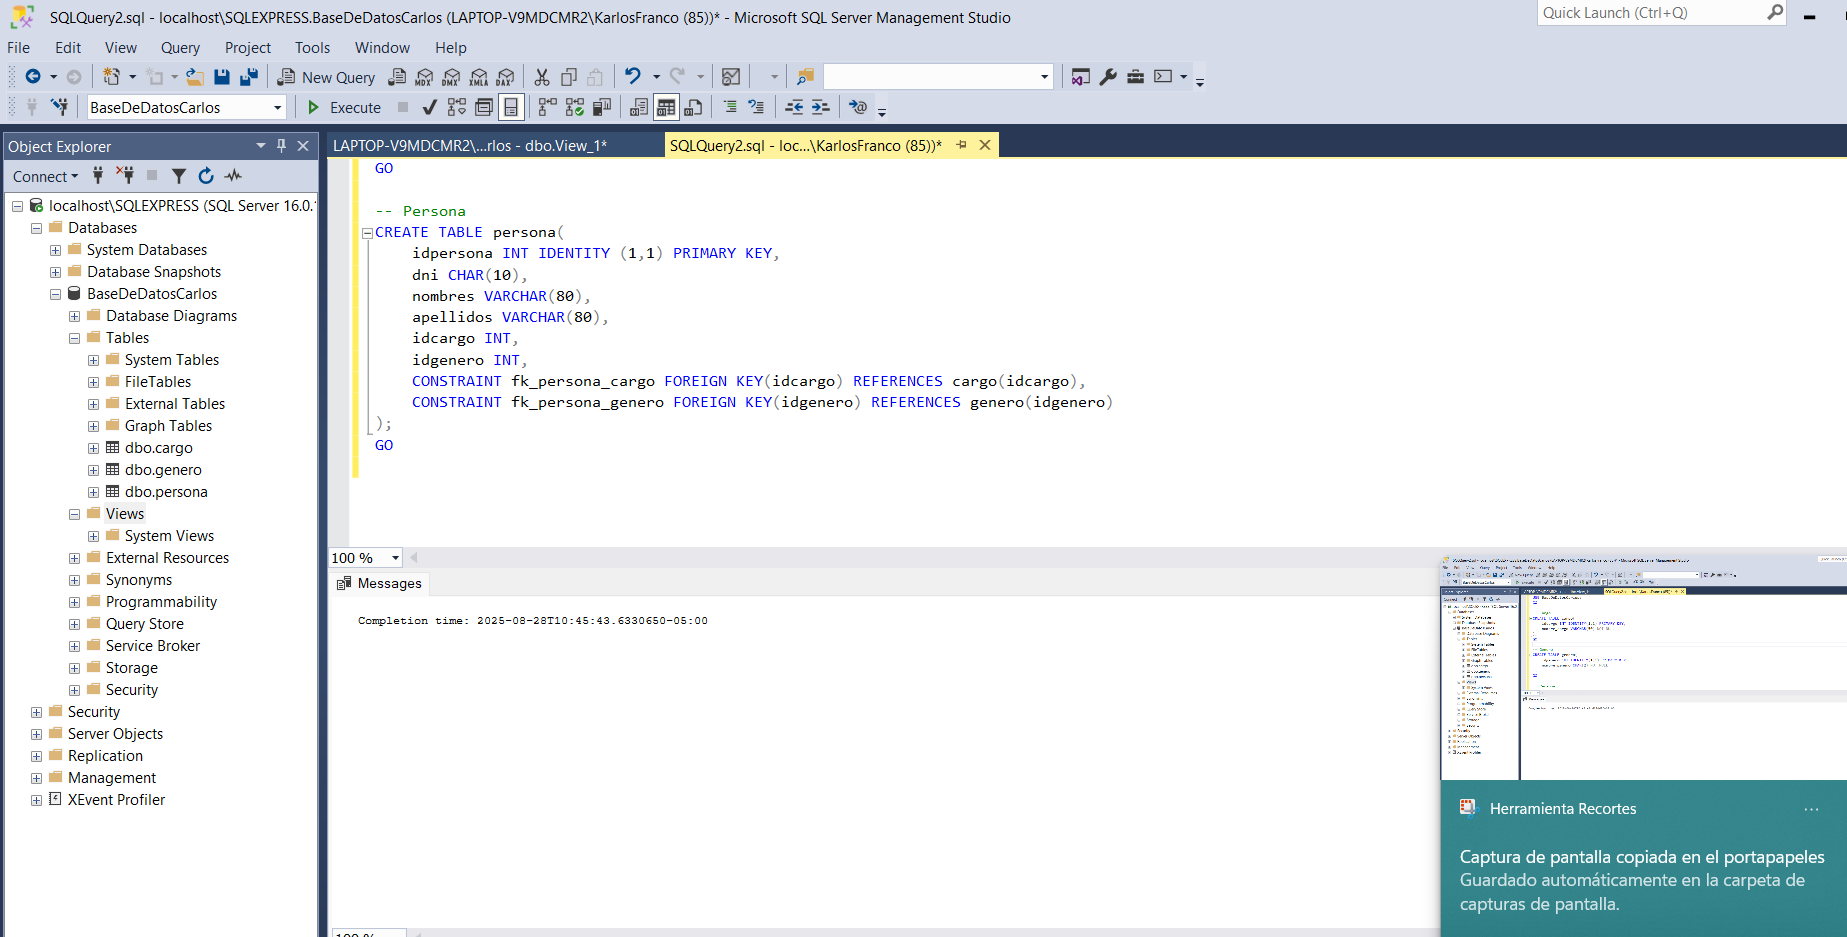 SQLQuery2.sql - localhost\SQLEXPRESS.BaseDeDatosCarlos (LAPTOP-V9MDCMR2\KarlosFranco (85))* - Microsoft SQL Server Management Studio
Quick Launch (Ctrl+Q)
File Edit View Query Project Tools Window Help
New Query MDX DMX XMLA DAX
BaseDeDatosCarlos Execute
Object Explorer
Connect
localhost\SQLEXPRESS (SQL Server 16.0.
Databases
System Databases
Database Snapshots
BaseDeDatosCarlos
Database Diagrams
Tables
System Tables
FileTables
External Tables
Graph Tables
dbo.cargo
dbo.genero
dbo.persona
Views
System Views
External Resources
Synonyms
Programmability
Query Store
Service Broker
Storage
Security
Security
Server Objects
Replication
Management
XEvent Profiler
LAPTOP-V9MDCMR2\...rlos - dbo.View_1*
SQLQuery2.sql - loc...\KarlosFranco (85))*
GO
-- Persona
CREATE TABLE persona(
idpersona INT IDENTITY (1,1) PRIMARY KEY,
dni CHAR(10),
nombres VARCHAR(80),
apellidos VARCHAR(80),
idcargo INT,
idgenero INT,
CONSTRAINT fk_persona_cargo FOREIGN KEY(idcargo) REFERENCES cargo(idcargo),
CONSTRAINT fk_persona_genero FOREIGN KEY(idgenero) REFERENCES genero(idgenero)
);
GO
100 %
Messages
Completion time: 2025-08-28T10:45:43.6330650-05:00
100 %
Herramienta Recortes
Captura de pantalla copiada en el portapapeles
Guardado automáticamente en la carpeta de
capturas de pantalla.